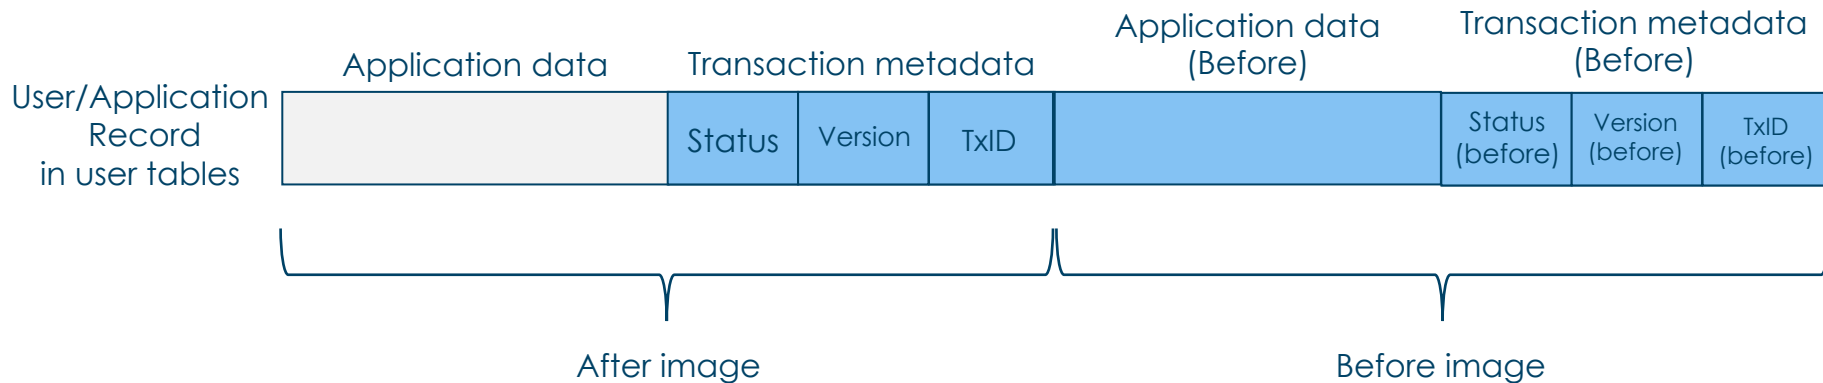 User/Application
Record
in user tables
Application data
Transaction metadata
Application data
(Before)
Transaction metadata
(Before)
Status
Version
TxID
Status
(before)
Version
(before)
TxID
(before)
After image
Before image